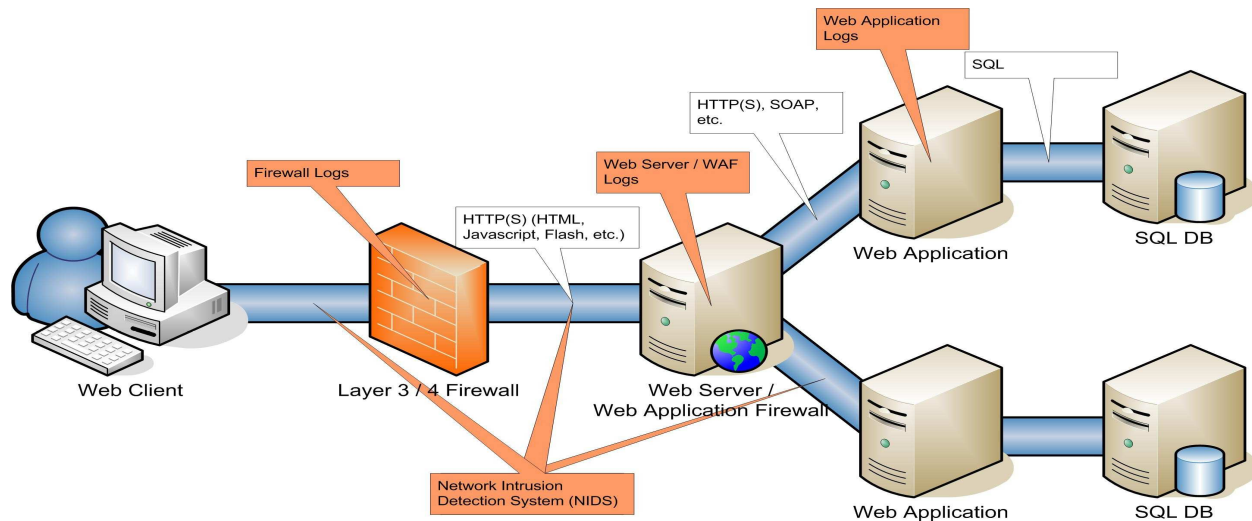 Web Application
Logs
SQL
HTTP(S), SOAP,
etc.
Firewall Logs
Web Server / WAF
Logs
HTTP(S) (HTML,
Javascript, Flash, etc.)
Web Application
SQL DB
Web Client
Layer 3 / 4 Firewall
Web Server /
Web Application Firewall
Network Intrusion
Detection System (NIDS)
Web Application
SQL DB